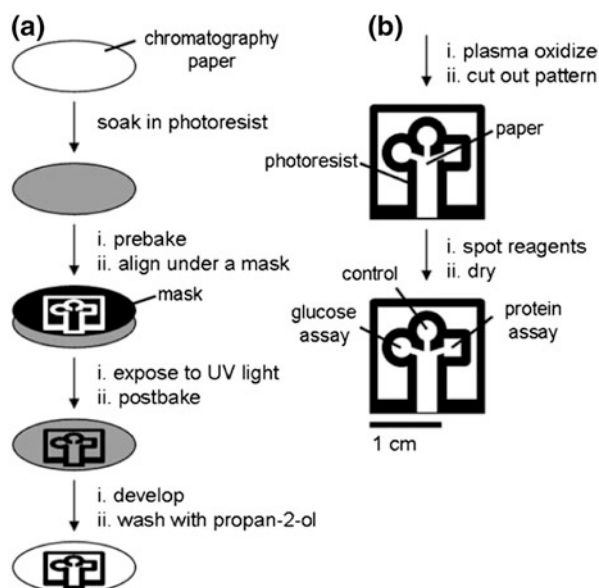 (a)
chromatography
paper
soak in photoresist
i. prebake
ii. align under a mask
mask
i. expose to UV light
ii. postbake
i. develop
ii. wash with propan-2-ol
(b)
i. plasma oxidize
ii. cut out pattern
paper
photoresist
i. spot reagents
ii. dry
control
glucose
assay
protein
assay
1 cm